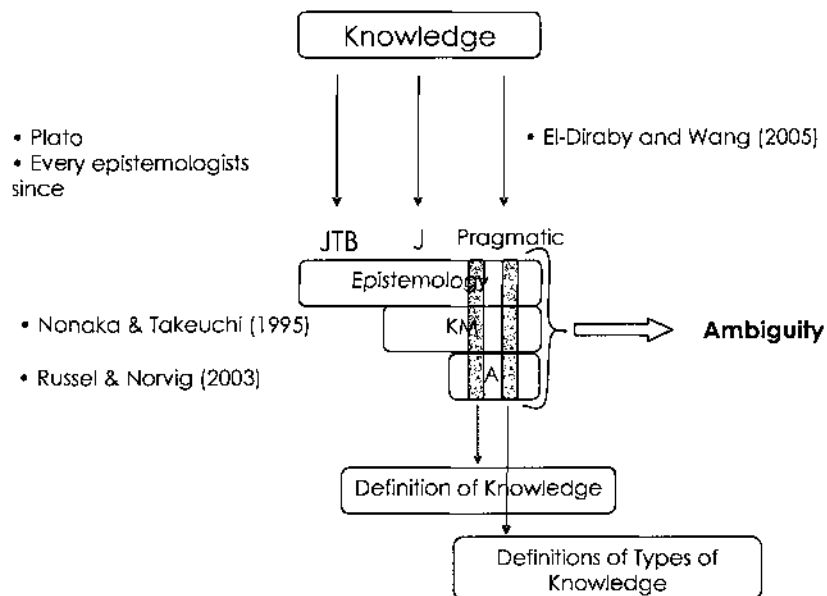 Knowledge
• Plato
• Every epistemologists
since
• El-Diraby and Wang (2005)
JTB J Pragmatic
Epistemology
• Nonaka & Takeuchi (1995)
KM
Ambiguity
• Russel & Norvig (2003)
A
Definition of Knowledge
Definitions of Types of
Knowledge